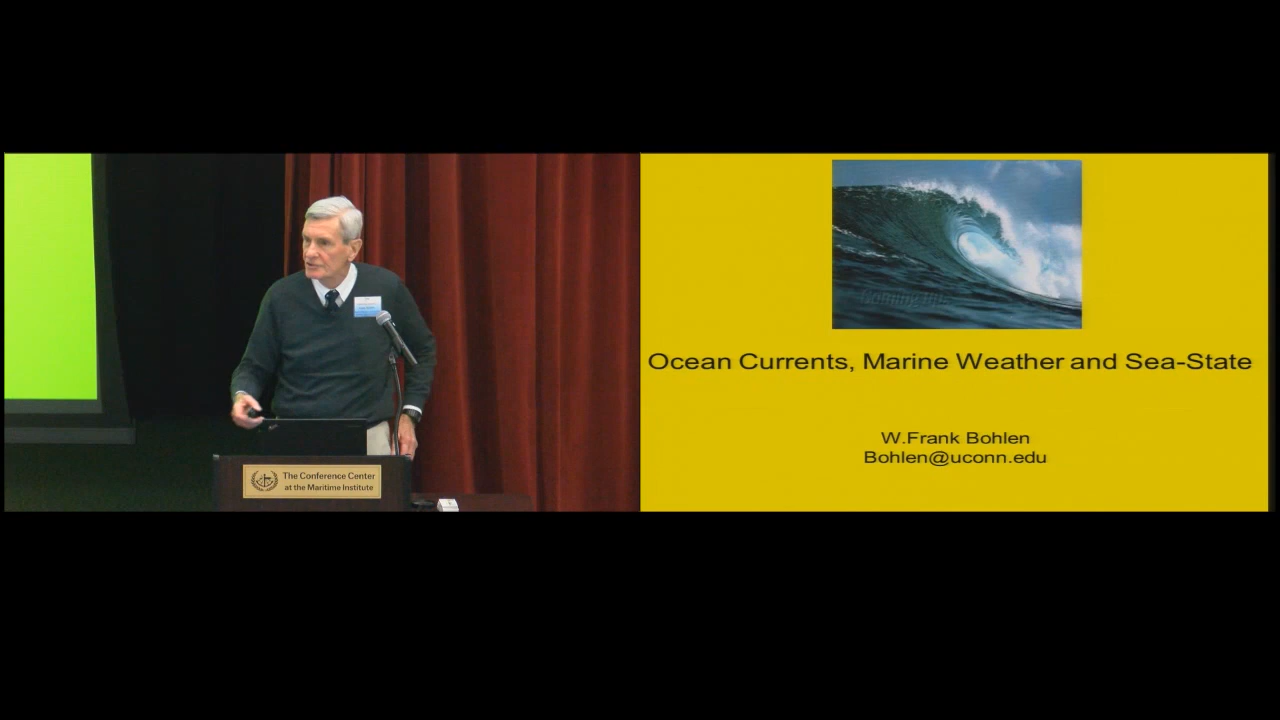 The Conference Center
at the Maritime Institute
Ocean Currents, Marine Weather and Sea-State
W.Frank Bohlen
Bohlen@uconn.edu